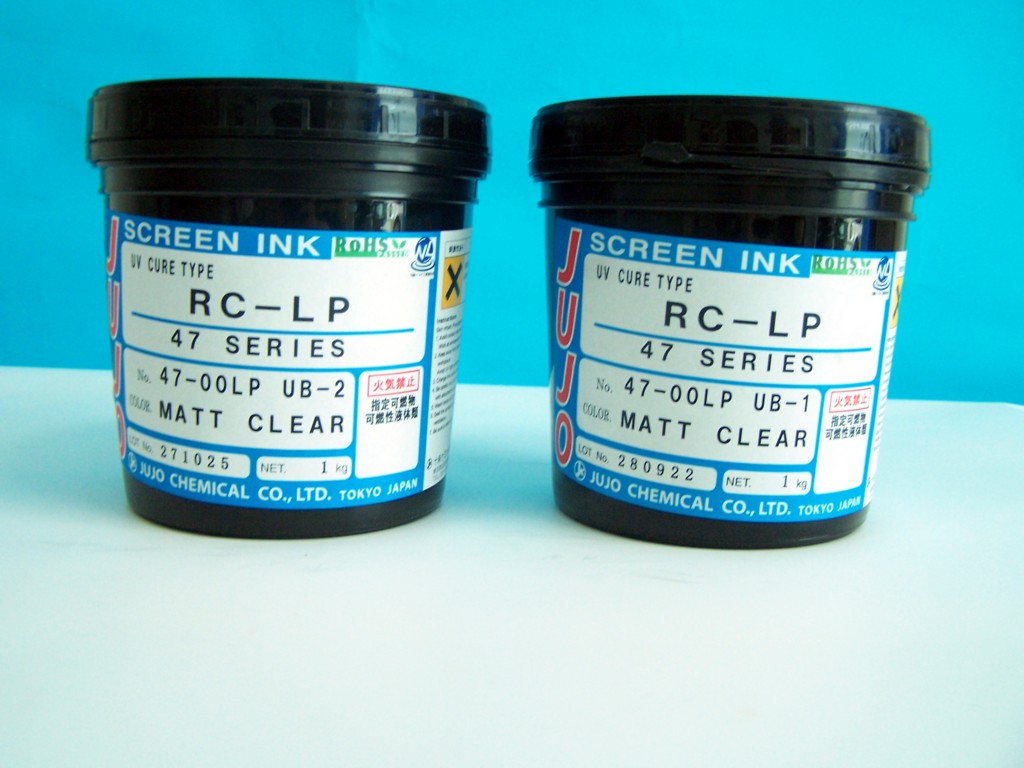 JUJO
SCREEN INK RoHS
UV CURE TYPE
RC-LP
47 SERIES
No. 47-00LP UB-2
COLOR. MATT CLEAR
火気禁止
指定可燃物
可燃性液体類
LOT No. 271025 NET. 1 kg
JUJO CHEMICAL CO., LTD. TOKYO JAPAN
JUJO
SCREEN INK RoHS
UV CURE TYPE
RC-LP
47 SERIES
No. 47-00LP UB-1
COLOR. MATT CLEAR
火気禁止
指定可燃物
可燃性液体類
LOT No. 280922 NET. 1 kg
JUJO CHEMICAL CO., LTD. TOKYO JAPAN